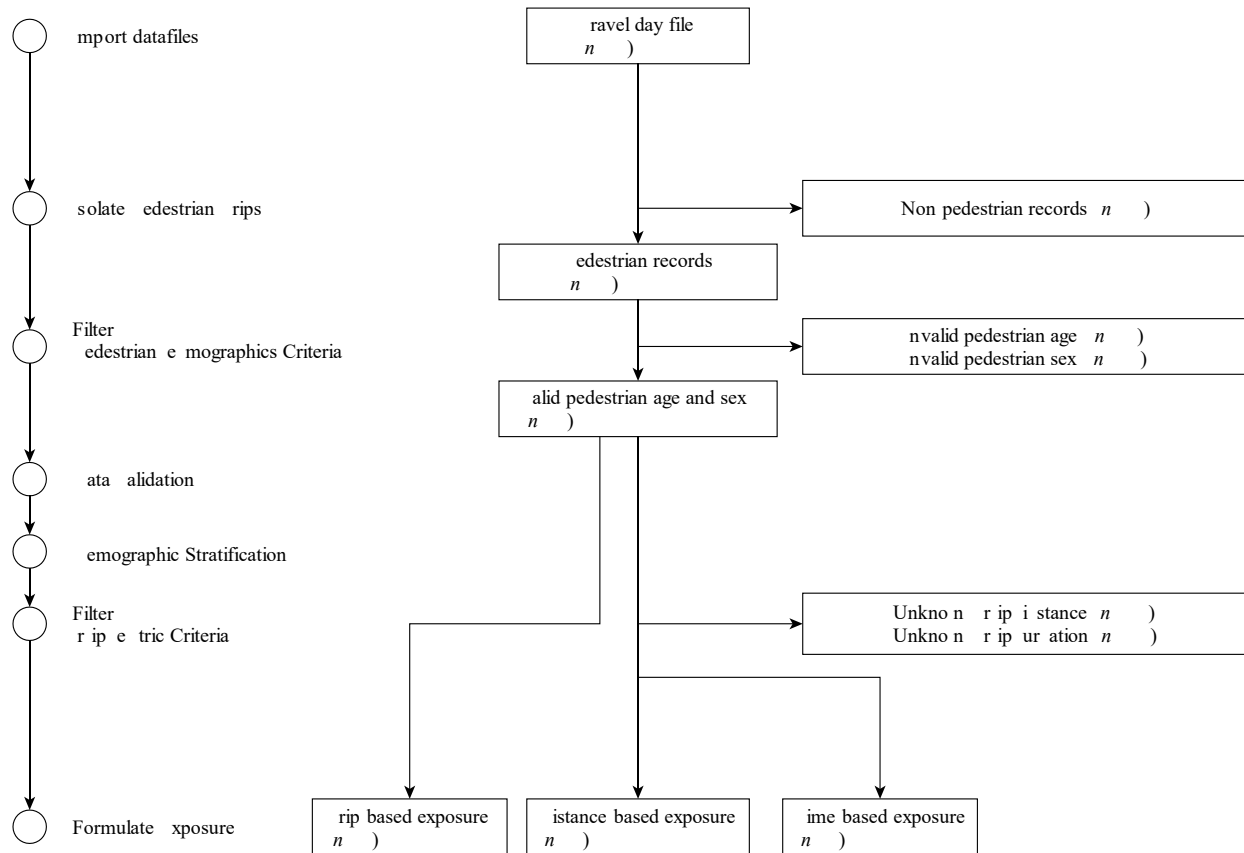 mport datafiles
ravel day file
n )
solate edestrian rips
Non pedestrian records n )
edestrian records
n )
Filter
edestrian e mographics Criteria
nvalid pedestrian age n )
nvalid pedestrian sex n )
alid pedestrian age and sex
n )
ata alidation
emographic Stratification
Filter
r ip e tric Criteria
Unkno n r ip i stance n )
Unkno n r ip ur ation n )
Formulate xposure
rip based exposure
n )
istance based exposure
n )
ime based exposure
n )